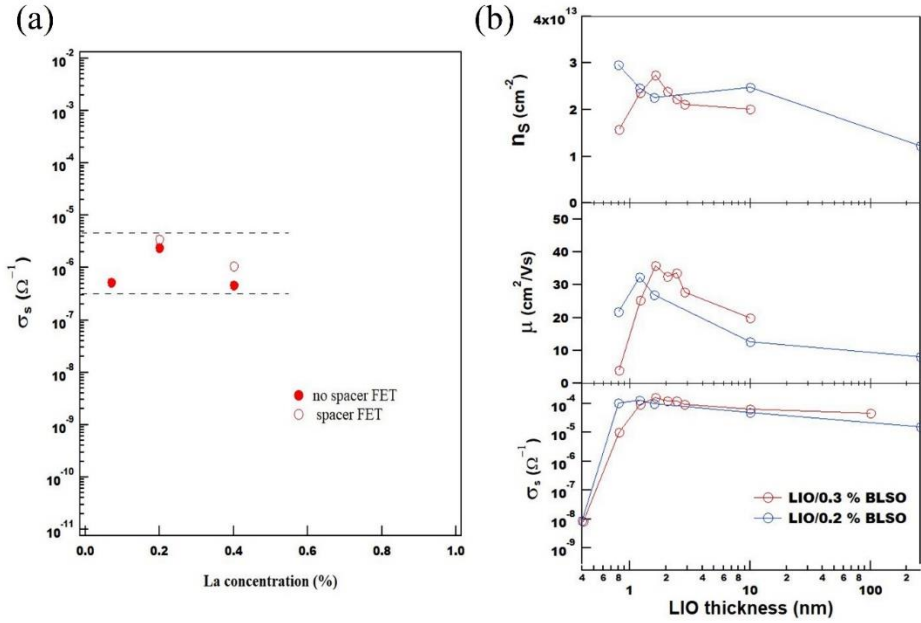 (a)
10⁻²
10⁻³
10⁻⁴
10⁻⁵
10⁻⁶
10⁻⁷
10⁻⁸
10⁻⁹
10⁻¹⁰
10⁻¹¹
σs (Ω⁻¹)
no spacer FET
spacer FET
0.0 0.2 0.4 0.6 0.8 1.0
La concentration (%)
(b)
4x10¹³
3
2
1
0
nS (cm⁻²)
50
40
30
20
10
0
μ (cm²/Vs)
10⁻⁴
10⁻⁵
10⁻⁶
10⁻⁸
10⁻⁹
σs (Ω⁻¹)
LIO/0.3 % BLSO
LIO/0.2 % BLSO
4 6 8 1 2 4 6 8 10 2 4 6 8 100 2
LIO thickness (nm)